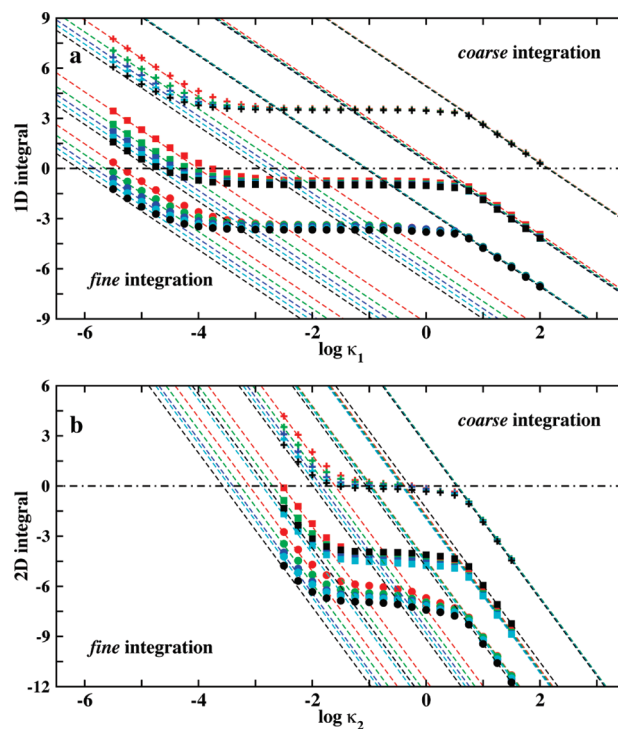 9
6
3
0
-3
-6
-9
1D integral
a
coarse integration
fine integration
-6 -4 -2 0 2
log κ1
6
3
0
-3
-6
-9
-12
2D integral
b
coarse integration
fine integration
-6 -4 -2 0 2
log κ2